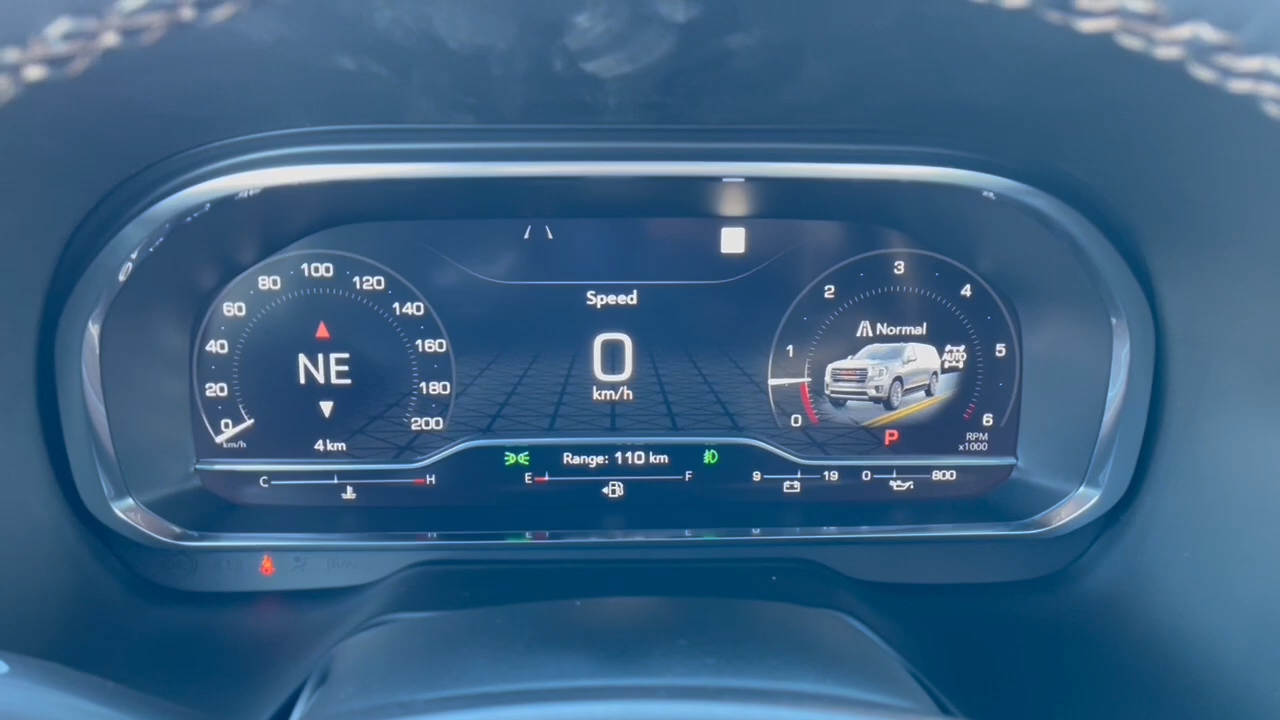 Speed
0
km/h
0
20
40
60
80
100
120
140
160
180
200
km/h
NE
4 km
0
1
2
3
4
5
6
Normal
AUTO
P
RPM
x1000
Range: 110 km
C
H
E
F
9
19
0
800